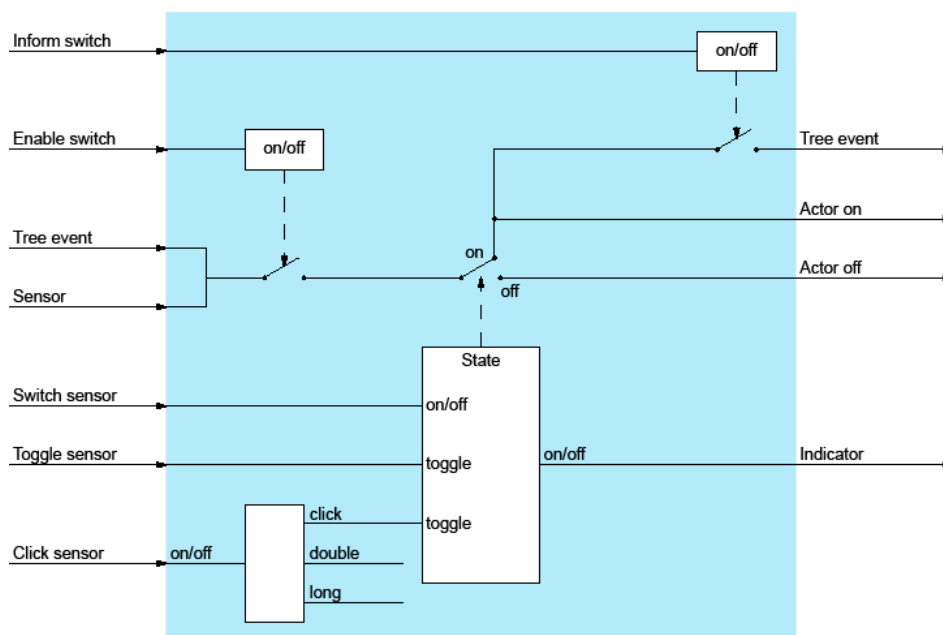 Inform switch
on/off
Enable switch
on/off
Tree event
Tree event
Actor on
on
Actor off
off
Sensor
State
Switch sensor
on/off
Toggle sensor
toggle
on/off
Indicator
click
toggle
Click sensor
on/off
double
long